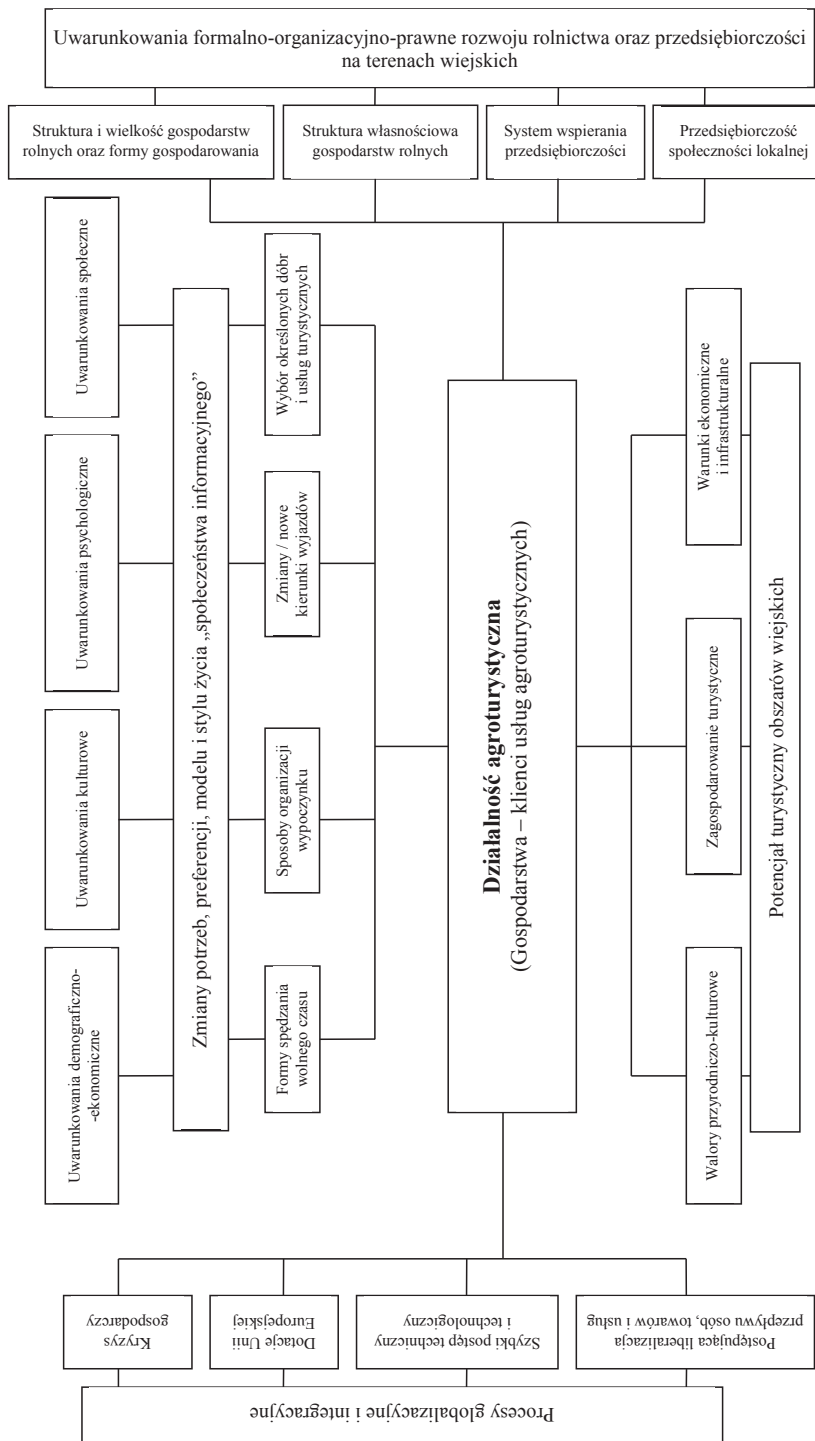 Uwarunkowania formalno-organizacyjno-prawne rozwoju rolnictwa oraz przedsiębiorczości
na terenach wiejskich
Struktura i wielkość gospodarstw
rolnych oraz formy gospodarowania
Struktura własnościowa
gospodarstw rolnych
System wspierania
przedsiębiorczości
Przedsiębiorczość
społeczności lokalnej
Uwarunkowania demograficzno-
-ekonomiczne
Uwarunkowania kulturowe
Uwarunkowania psychologiczne
Uwarunkowania społeczne
Zmiany potrzeb, preferencji, modelu i stylu życia „społeczeństwa informacyjnego”
Formy spędzania
wolnego czasu
Sposoby organizacji
wypoczynku
Zmiany / nowe
kierunki wyjazdów
Wybór określonych dóbr
i usług turystycznych
Działalność agroturystyczna
(Gospodarstwa – klienci usług agroturystycznych)
Walory przyrodniczo-kulturowe
Zagospodarowanie turystyczne
Warunki ekonomiczne
i infrastrukturalne
Potencjał turystyczny obszarów wiejskich
Kryzys
gospodarczy
Dotacje Unii
Europejskiej
Szybki postęp techniczny
i technologiczny
Postępująca liberalizacja
przepływu osób, towarów i usług
Procesy globalizacyjne i integracyjne